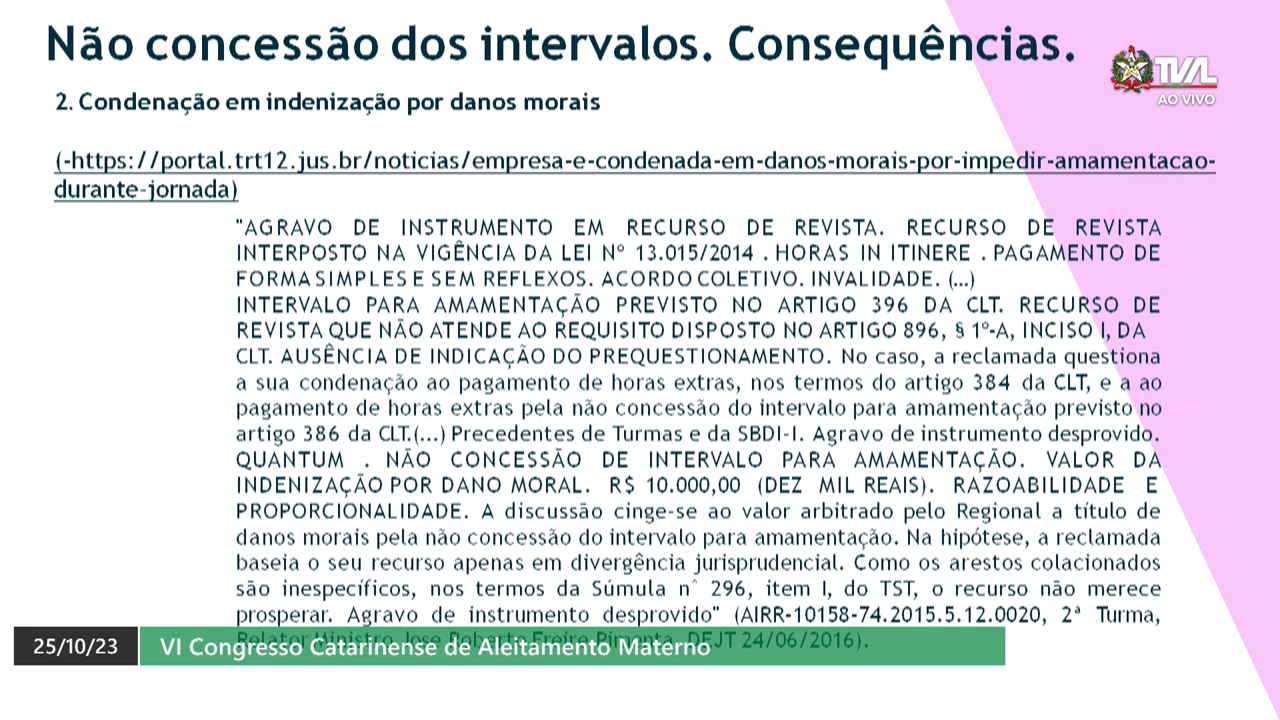 Não concessão dos intervalos. Consequências.
TVAL
AO VIVO
2. Condenação em indenização por danos morais
(-https://portal.trt12.jus.br/noticias/empresa-e-condenada-em-danos-morais-por-impedir-amamentacao-
durante-jornada)
"AGRAVO DE INSTRUMENTO EM RECURSO DE REVISTA. RECURSO DE REVISTA
INTERPOSTO NA VIGÊNCIA DA LEI Nº 13.015/2014 . HORAS IN ITINERE . PAGAMENTO DE
FORMA SIMPLES E SEM REFLEXOS. ACORDO COLETIVO. INVALIDADE. (...)
INTERVALO PARA AMAMENTAÇÃO PREVISTO NO ARTIGO 396 DA CLT. RECURSO DE
REVISTA QUE NÃO ATENDE AO REQUISITO DISPOSTO NO ARTIGO 896, § 1º-A, INCISO I, DA
CLT. AUSÊNCIA DE INDICAÇÃO DO PREQUESTIONAMENTO. No caso, a reclamada questiona
a sua condenação ao pagamento de horas extras, nos termos do artigo 384 da CLT, e a ao
pagamento de horas extras pela não concessão do intervalo para amamentação previsto no
artigo 386 da CLT.(...) Precedentes de Turmas e da SBDI-I. Agravo de instrumento desprovido.
QUANTUM . NÃO CONCESSÃO DE INTERVALO PARA AMAMENTAÇÃO. VALOR DA
INDENIZAÇÃO POR DANO MORAL. R$ 10.000,00 (DEZ MIL REAIS). RAZOABILIDADE E
PROPORCIONALIDADE. A discussão cinge-se ao valor arbitrado pelo Regional a título de
danos morais pela não concessão do intervalo para amamentação. Na hipótese, a reclamada
baseia o seu recurso apenas em divergência jurisprudencial. Como os arestos colacionados
são inespecíficos, nos termos da Súmula nº 296, item I, do TST, o recurso não merece
prosperar. Agravo de instrumento desprovido" (AIRR-10158-74.2015.5.12.0020, 2ª Turma,
Relator Ministro Jose Roberto Freire Pimenta, DEJT 24/06/2016).
25/10/23
VI Congresso Catarinense de Aleitamento Materno